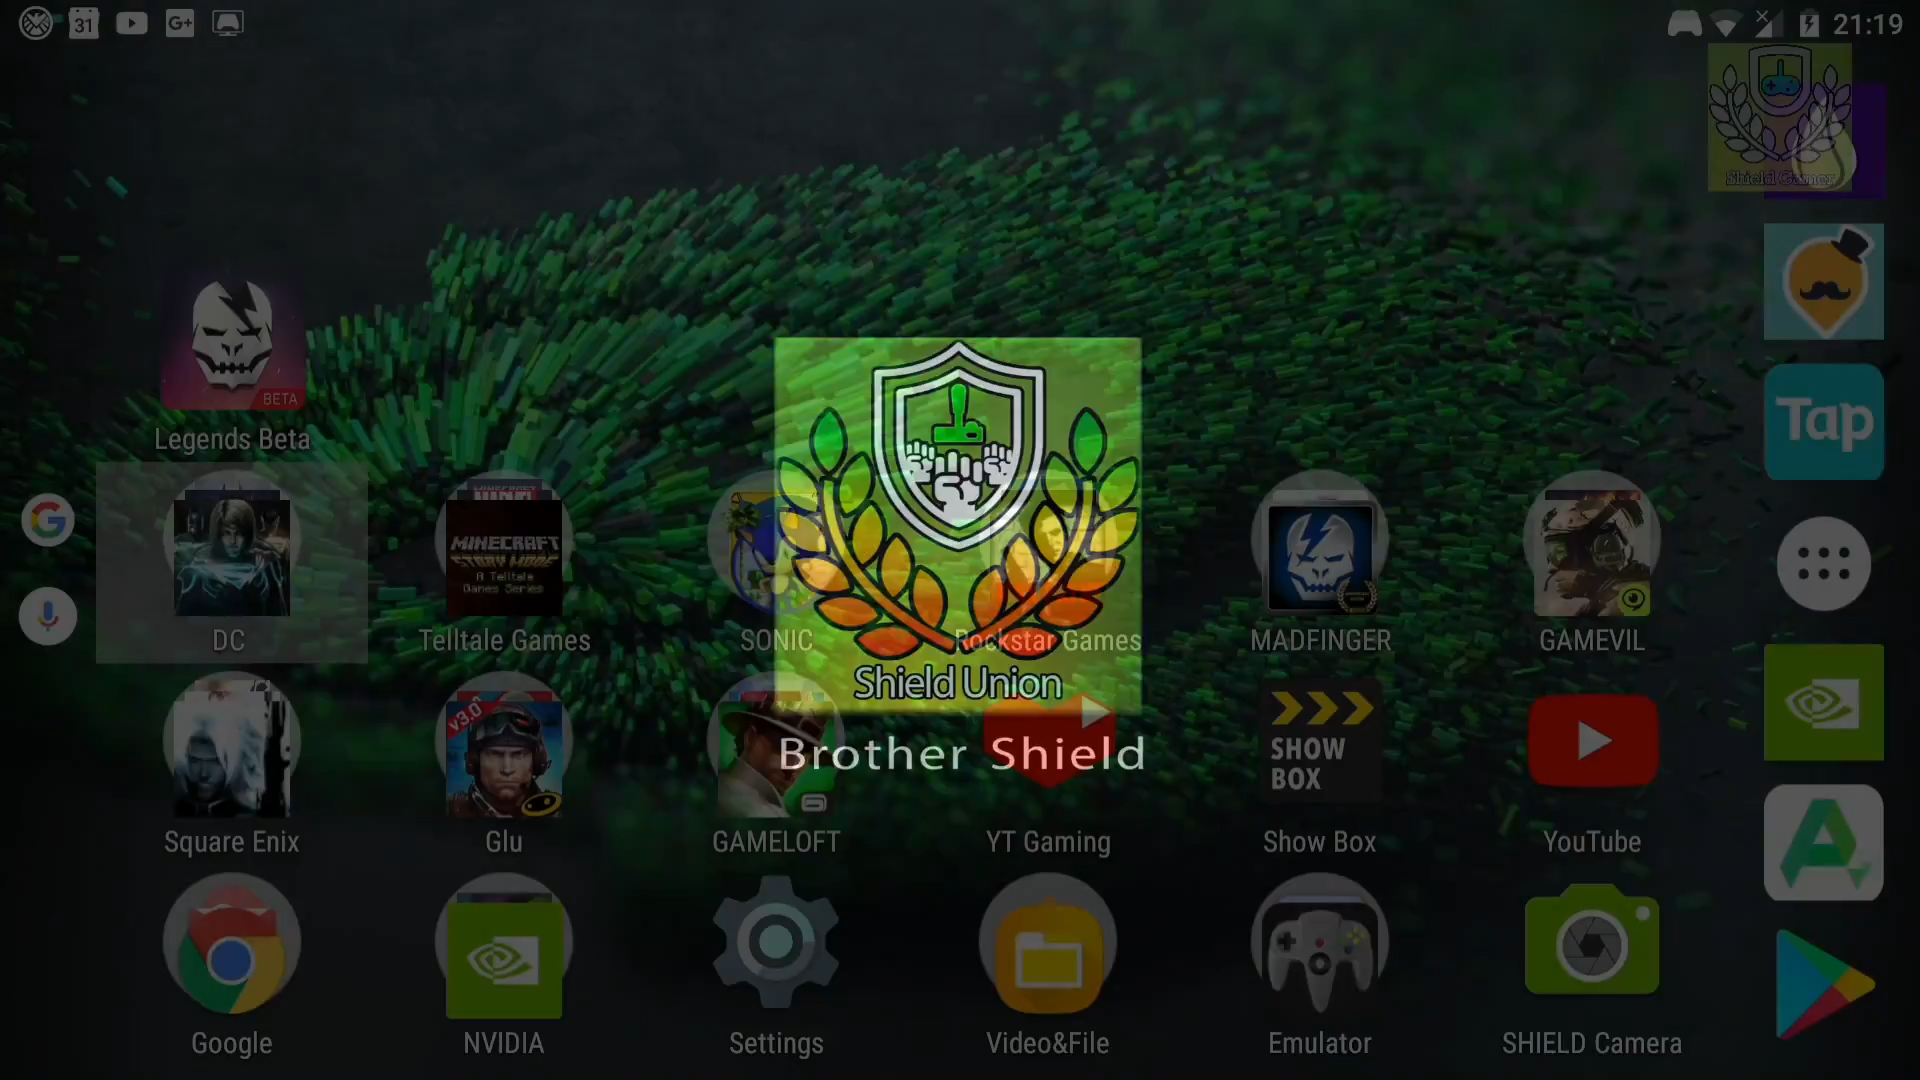 31
G+
21:19
Shield Gamer
BETA
Legends Beta
Tap
MINECRAFT
STORY MODE
A Telltale
Games Series
DC
Telltale Games
SONIC
Rockstar Games
MADFINGER
GAMEVIL
Shield Union
Brother Shield
v3.0
SHOW
BOX
Square Enix
Glu
GAMELOFT
YT Gaming
Show Box
YouTube
Google
NVIDIA
Settings
Video&File
Emulator
SHIELD Camera